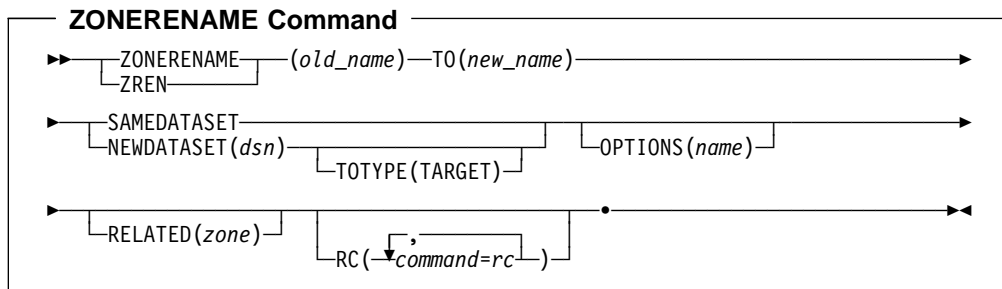 ZONERENAME Command
ZONERENAME (old_name) TO(new_name)
ZREN
SAMEDATASET
NEWDATASET(dsn) OPTIONS(name)
TOTYPE(TARGET)
.
RELATED(zone) ,
RC( command=rc )